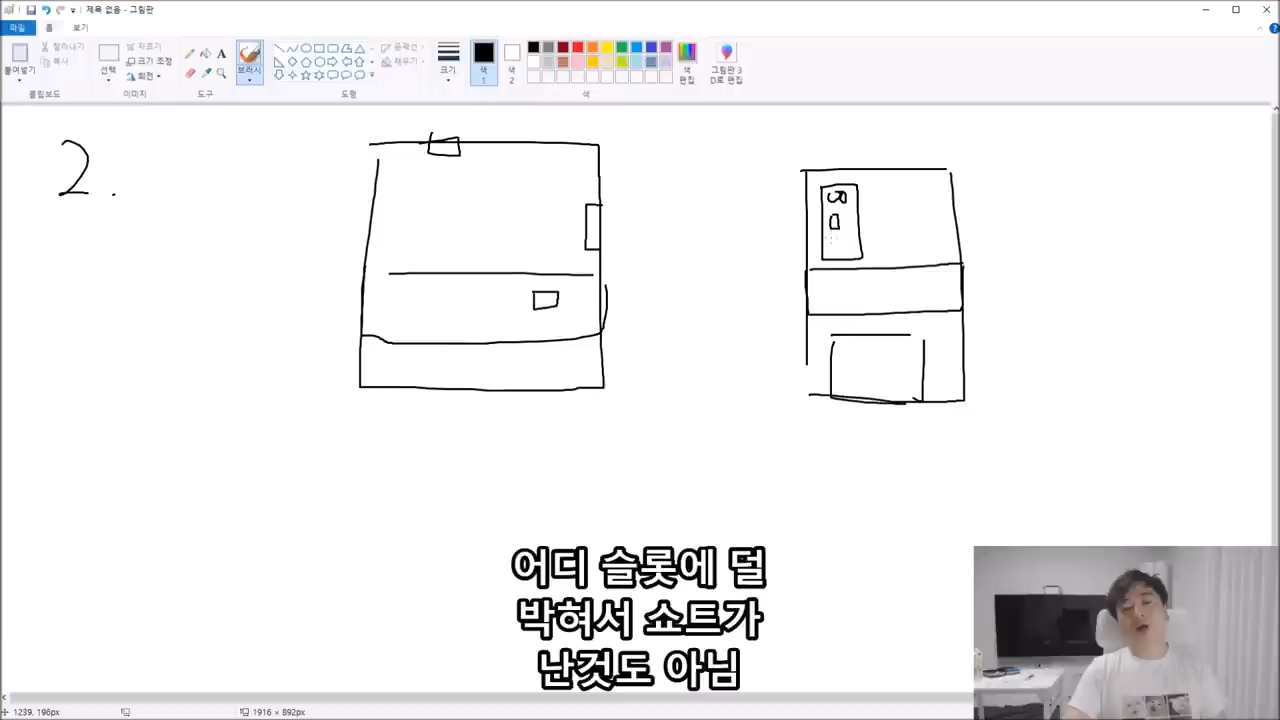 제목 없음 - 그림판
파일
홈
보기
붙여넣기
잘라내기
복사
클립보드
선택
자르기
크기 조정
회전
이미지
A
도구
브러시
윤곽선
채우기
도형
크기
색
1
색
2
색
편집
그림판 3
D로 편집
색
2.
어디 슬롯에 덜
박혀서 쇼트가
난것도 아님
1239, 196px
1916 × 892px